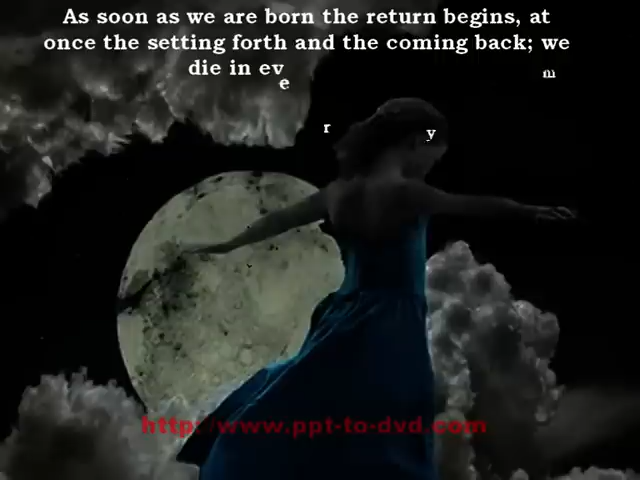 As soon as we are born the return begins, at
once the setting forth and the coming back; we
die in eve
r y m
http://www.ppt-to-dvd.com